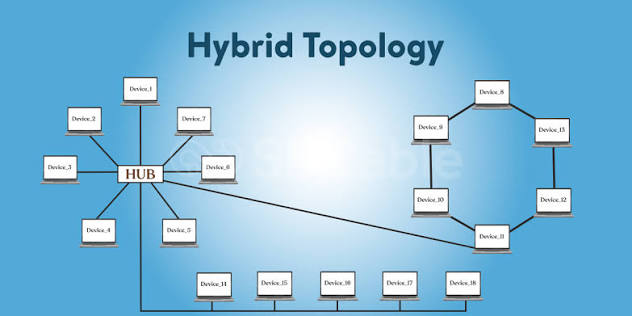 Hybrid Topology
Device_1
Device_2
Device_7
Device_3
HUB
Device_6
Device_4
Device_5
Device_8
Device_9
Device_13
Device_10
Device_12
Device_11
Device_14
Device_15
Device_16
Device_17
Device_18